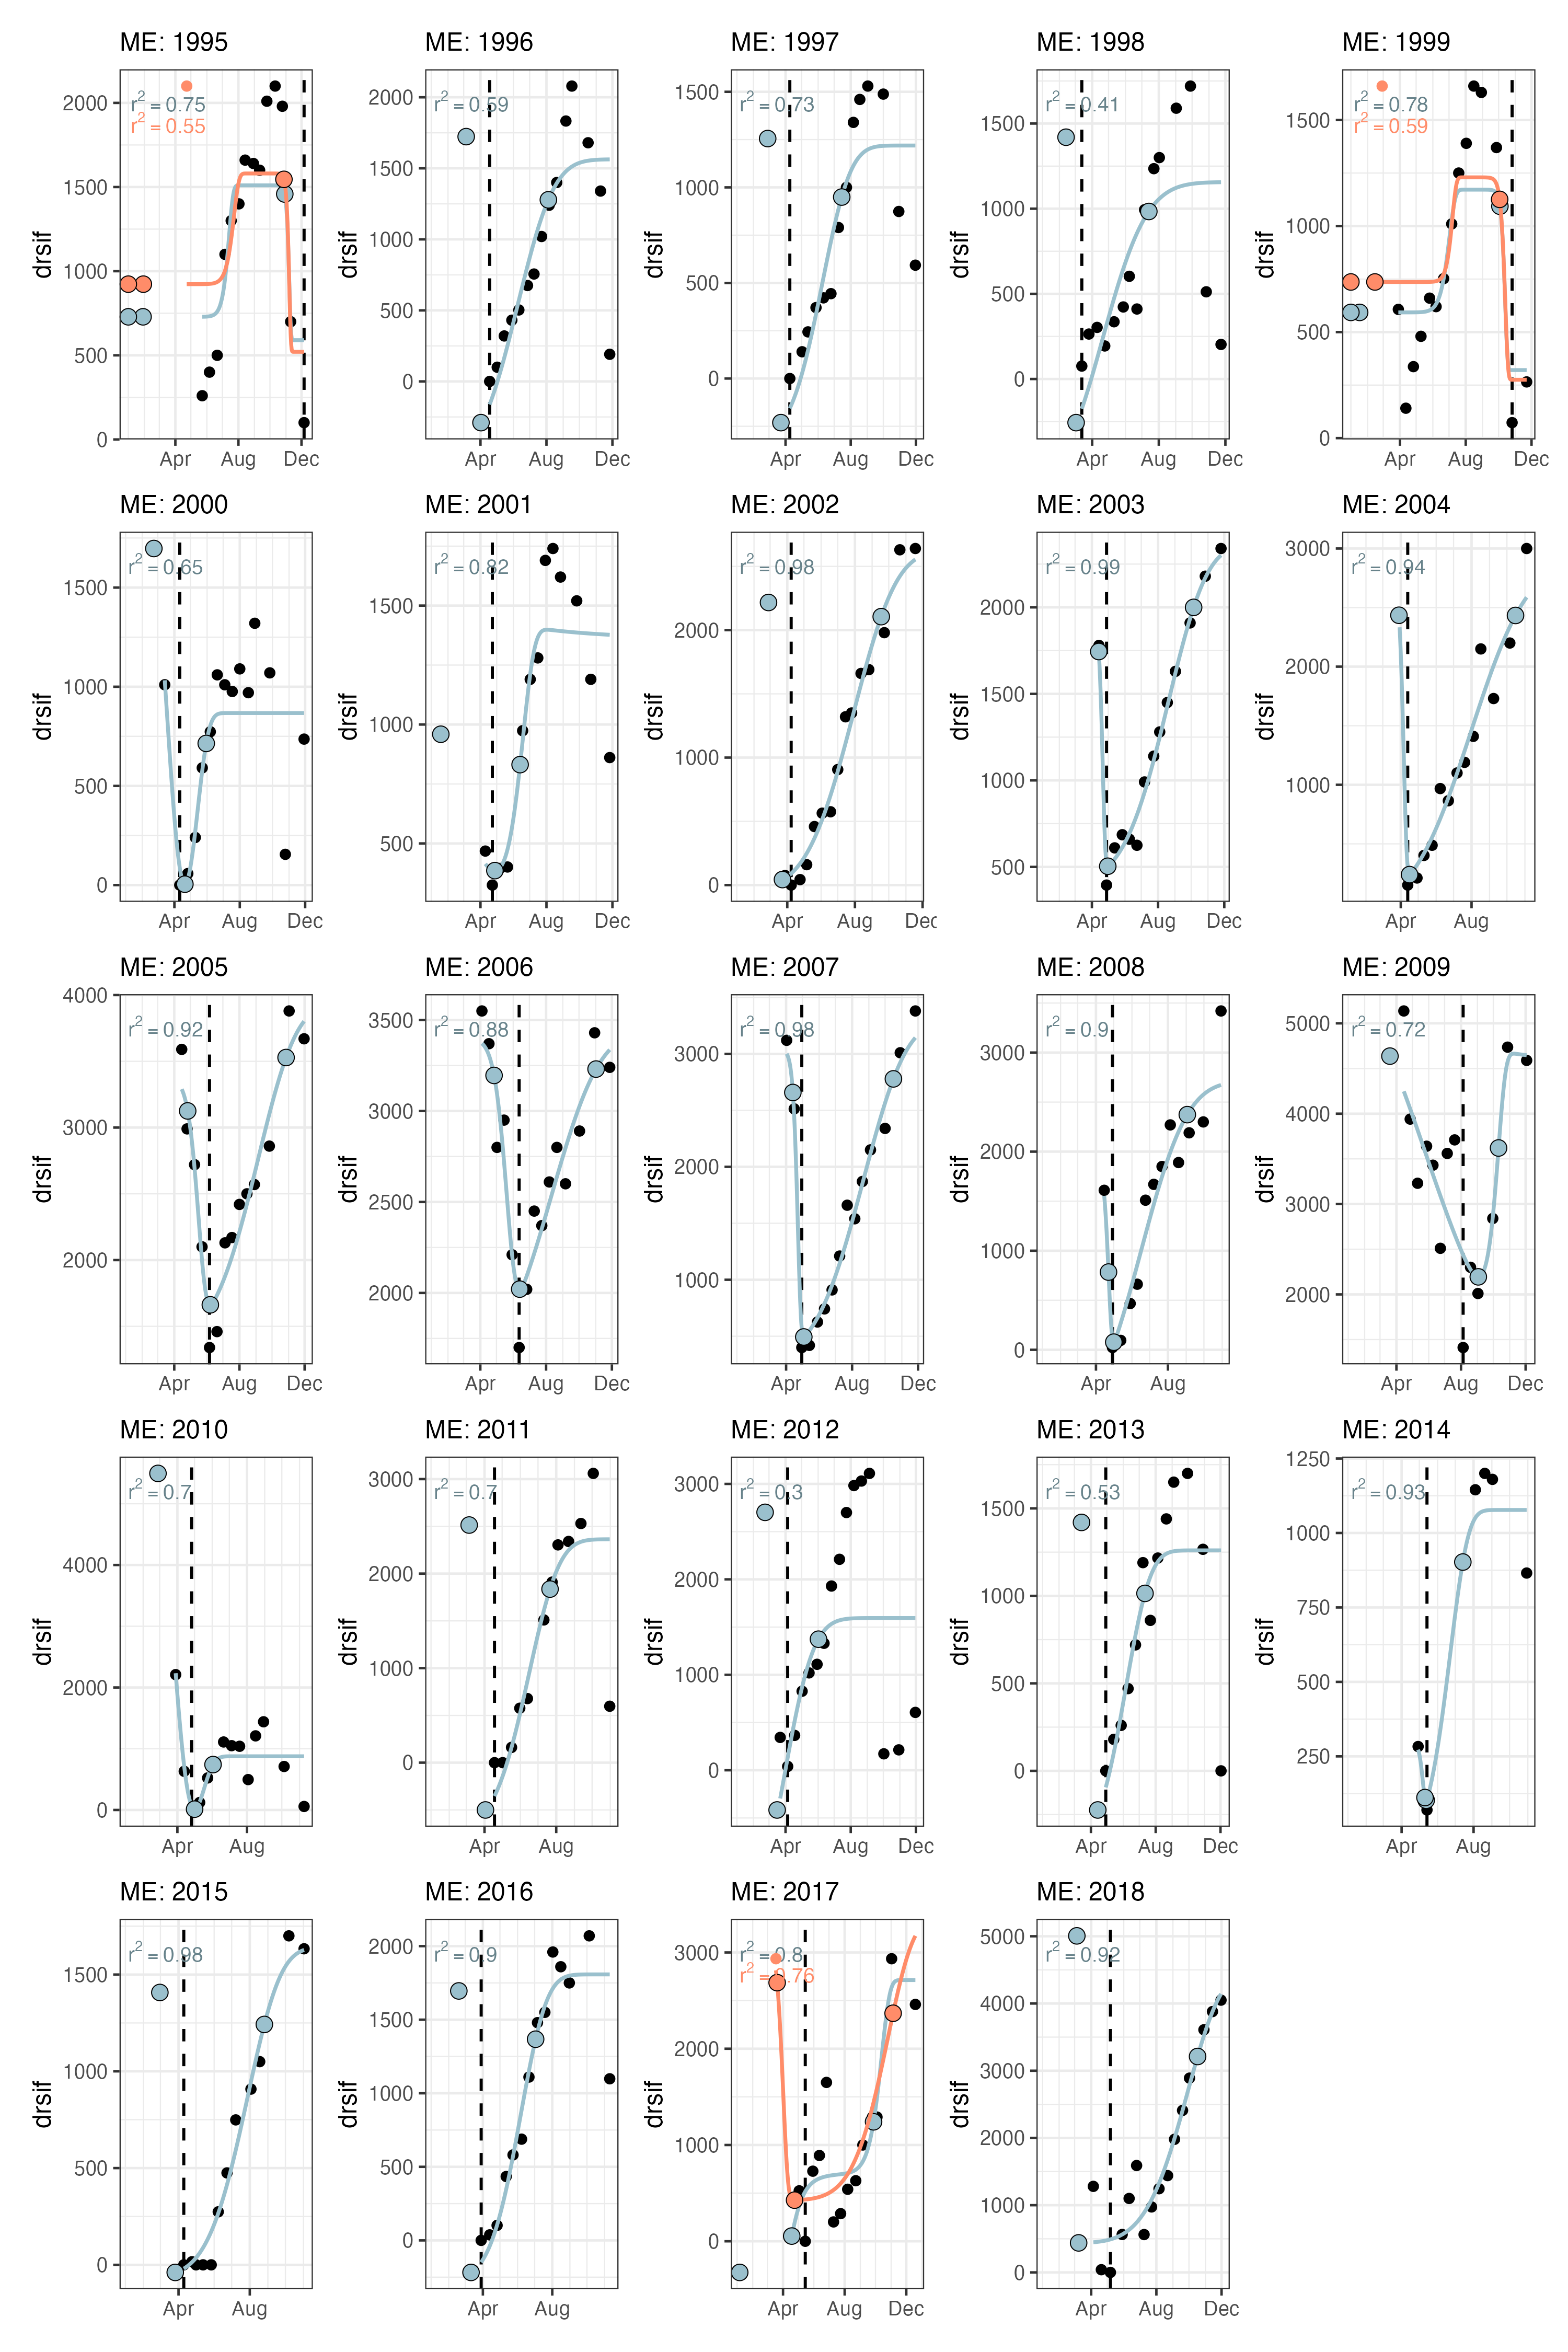 ME: 1995 ME: 1996 ME: 1997 ME: 1998 ME: 1999
drsif
r² = 0.75
r² = 0.55
2000
1500
1000
500
0
Apr Aug Dec
drsif
r² = 0.59
2000
1500
1000
500
0
Apr Aug Dec
drsif
r² = 0.73
1500
1000
500
0
Apr Aug Dec
drsif
r² = 0.41
1500
1000
500
0
Apr Aug Dec
drsif
r² = 0.78
r² = 0.59
1500
1000
500
0
Apr Aug Dec
ME: 2000 ME: 2001 ME: 2002 ME: 2003 ME: 2004
drsif
r² = 0.65
1500
1000
500
0
Apr Aug Dec
drsif
r² = 0.82
1500
1000
500
Apr Aug Dec
drsif
r² = 0.98
2000
1000
0
Apr Aug Dec
drsif
r² = 0.99
2000
1500
1000
500
Apr Aug Dec
drsif
r² = 0.94
3000
2000
1000
Apr Aug
ME: 2005 ME: 2006 ME: 2007 ME: 2008 ME: 2009
drsif
r² = 0.92
4000
3000
2000
Apr Aug Dec
drsif
r² = 0.88
3500
3000
2500
2000
Apr Aug Dec
drsif
r² = 0.98
3000
2000
1000
Apr Aug Dec
drsif
r² = 0.9
3000
2000
1000
0
Apr Aug
drsif
r² = 0.72
5000
4000
3000
2000
Apr Aug Dec
ME: 2010 ME: 2011 ME: 2012 ME: 2013 ME: 2014
drsif
r² = 0.7
4000
2000
0
Apr Aug
drsif
r² = 0.7
3000
2000
1000
0
Apr Aug
drsif
r² = 0.3
3000
2000
1000
0
Apr Aug Dec
drsif
r² = 0.53
1500
1000
500
0
Apr Aug Dec
drsif
r² = 0.93
1250
1000
750
500
250
Apr Aug
ME: 2015 ME: 2016 ME: 2017 ME: 2018
drsif
r² = 0.98
1500
1000
500
0
Apr Aug
drsif
r² = 0.9
2000
1500
1000
500
0
Apr Aug
drsif
r² = 0.8
r² = 0.76
3000
2000
1000
0
Apr Aug Dec
drsif
r² = 0.92
5000
4000
3000
2000
1000
0
Apr Aug Dec